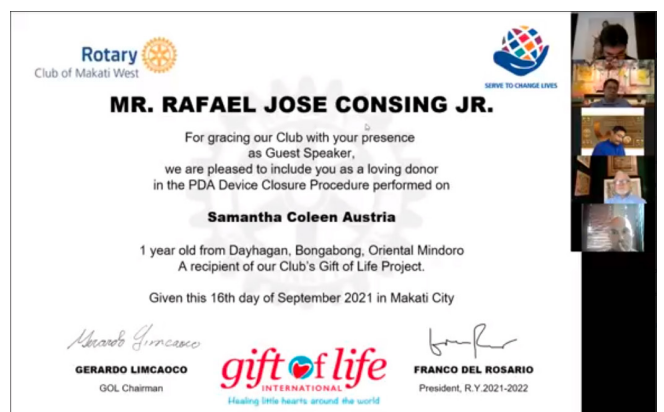 Rotary
Club of Makati West
SERVE TO CHANGE LIVES
MR. RAFAEL JOSE CONSING JR.
For gracing our Club with your presence
as Guest Speaker,
we are pleased to include you as a loving donor
in the PDA Device Closure Procedure performed on
Samantha Coleen Austria
1 year old from Dayhagan, Bongabong, Oriental Mindoro
A recipient of our Club's Gift of Life Project.
Given this 16th day of September 2021 in Makati City
Gerardo Limcaoco
GERARDO LIMCAOCO
GOL Chairman
gift of life
INTERNATIONAL
Healing little hearts around the world
FRANCO DEL ROSARIO
President, R.Y.2021-2022